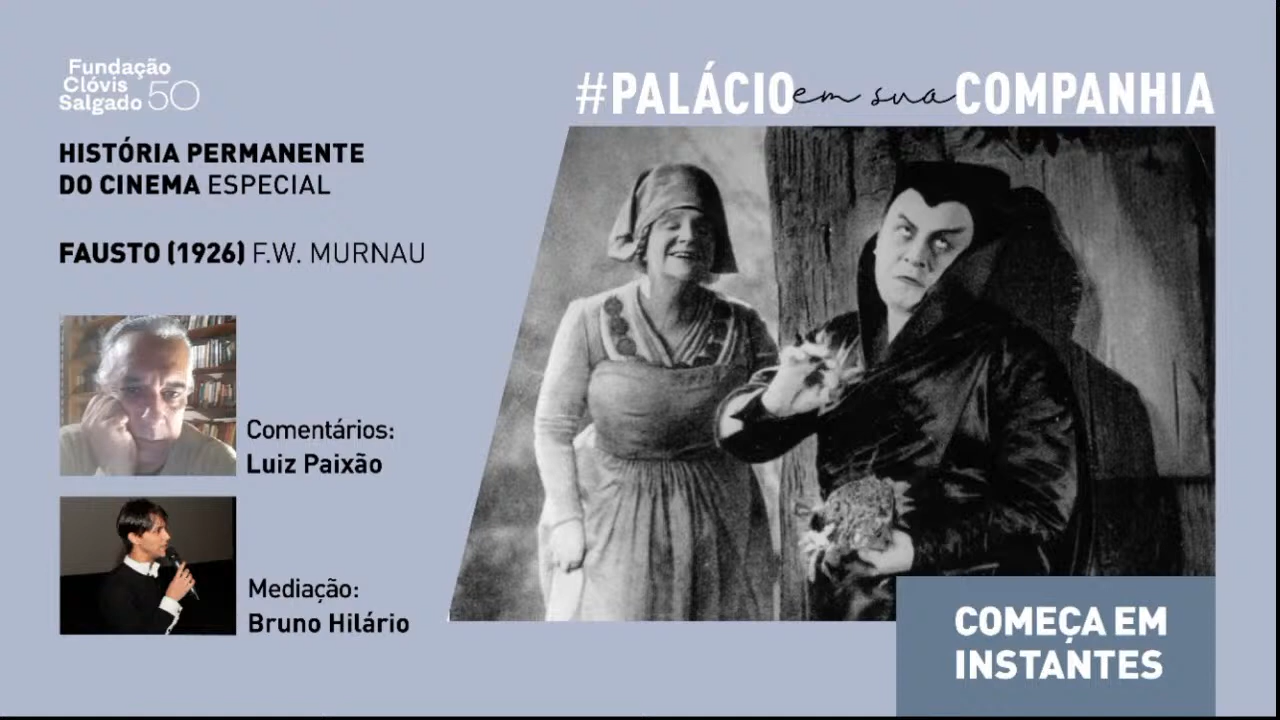 Fundação
Clóvis
Salgado 50
#PALÁCIO em sua COMPANHIA
HISTÓRIA PERMANENTE
DO CINEMA ESPECIAL
FAUSTO (1926) F.W. MURNAU
Comentários:
Luiz Paixão
Mediação:
Bruno Hilário
COMEÇA EM
INSTANTES